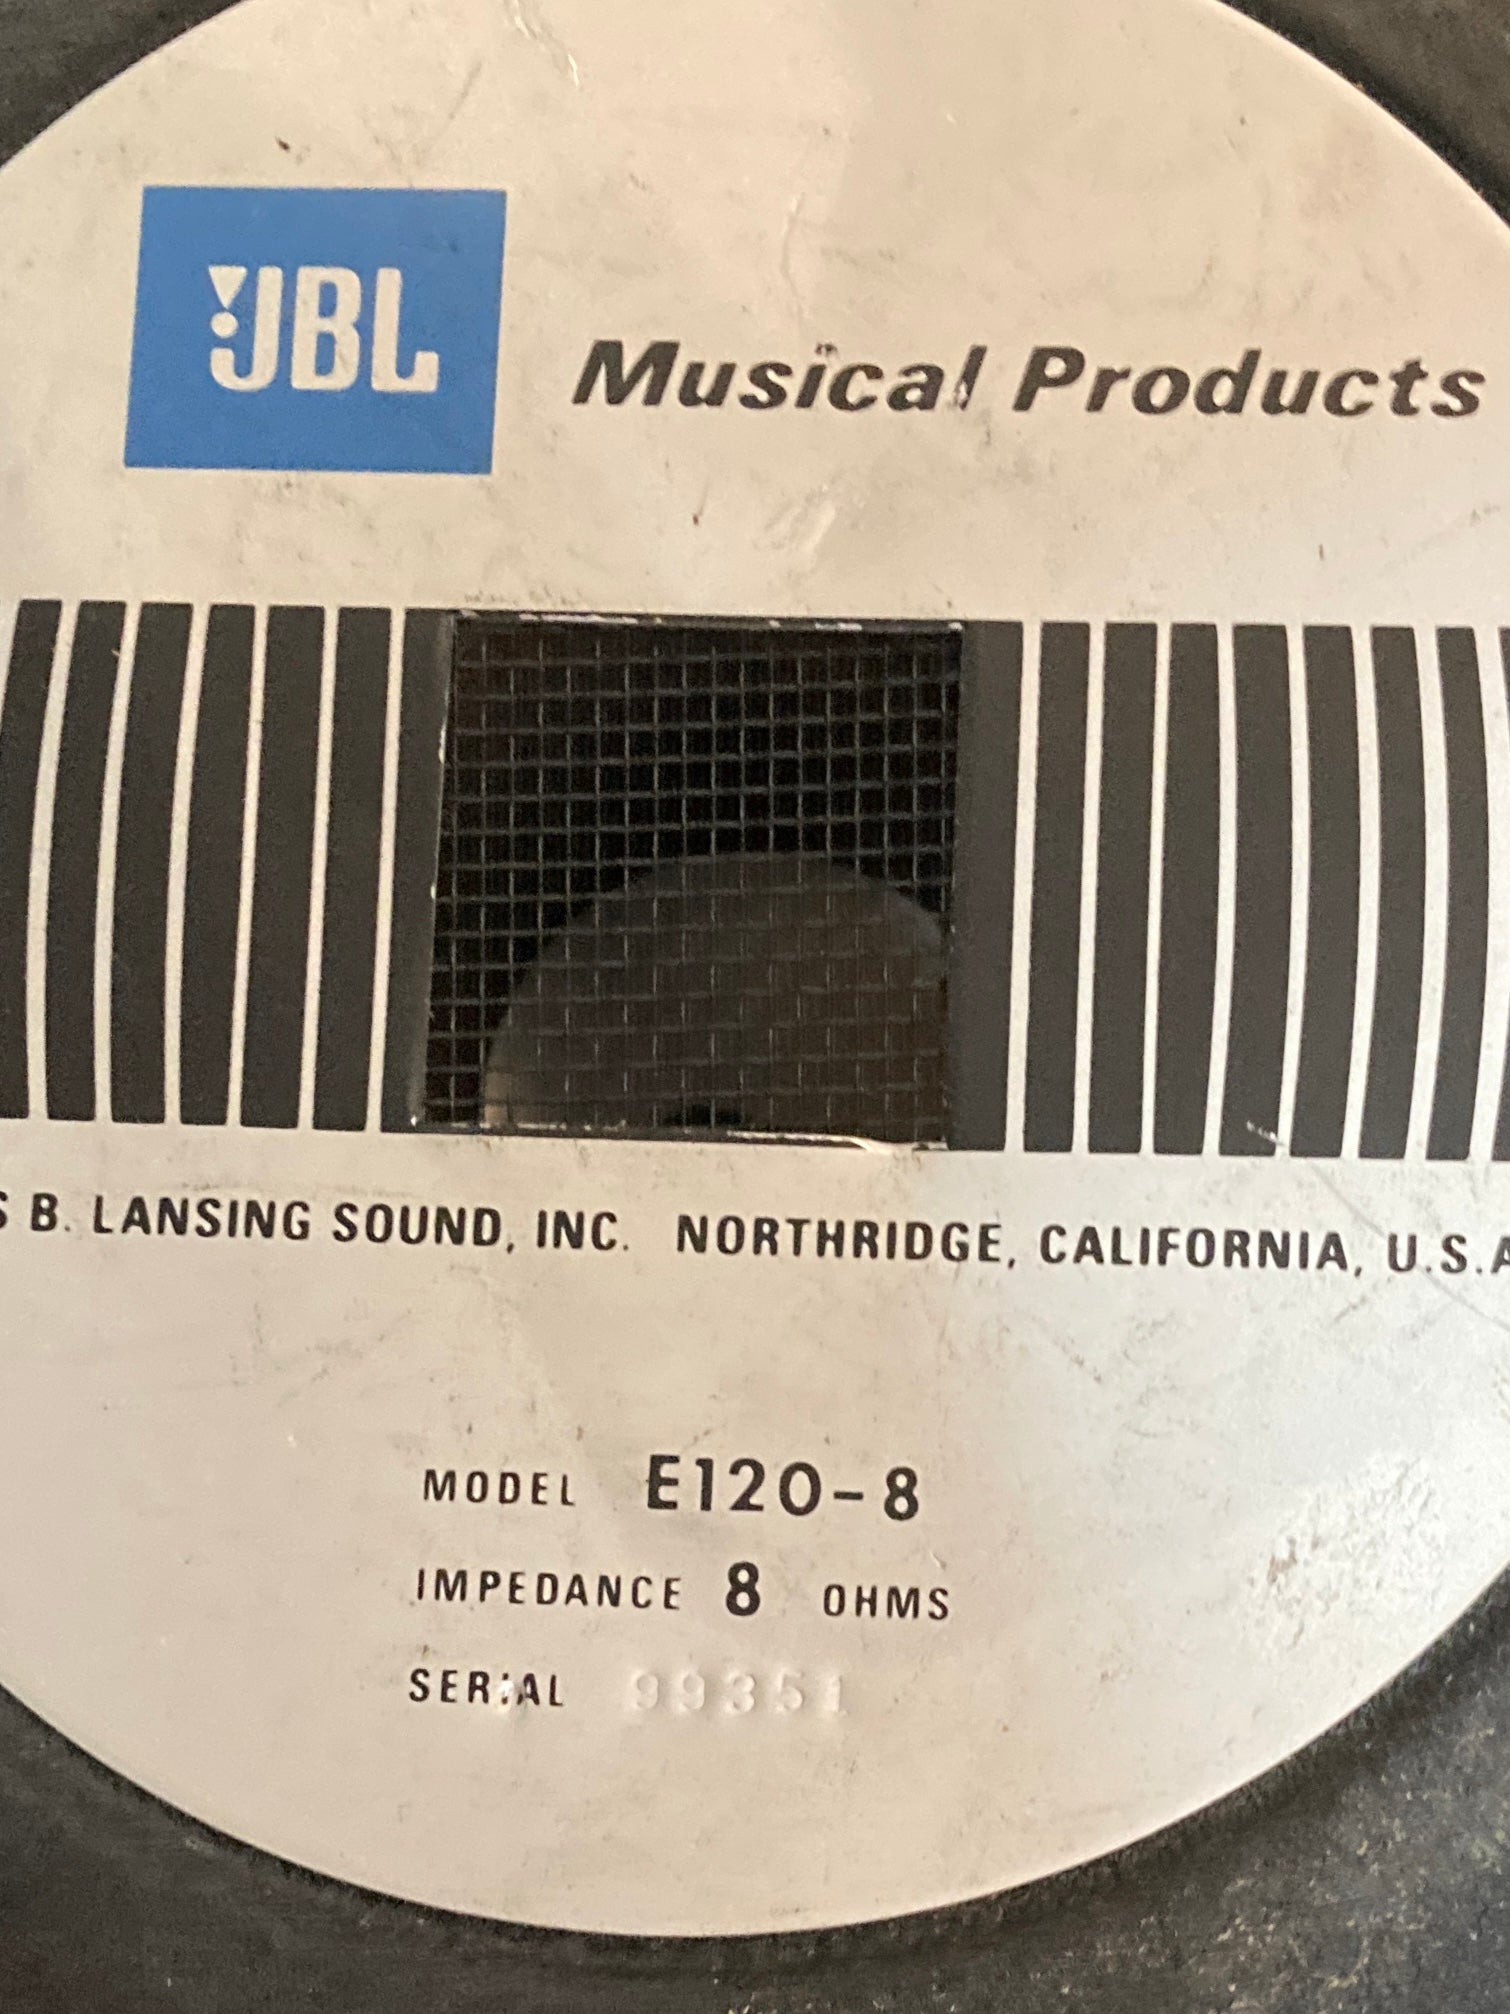 JBL
Musical Products
S B. LANSING SOUND, INC. NORTHRIDGE, CALIFORNIA, U.S.A
MODEL E120-8
IMPEDANCE 8 OHMS
SERIAL 99351